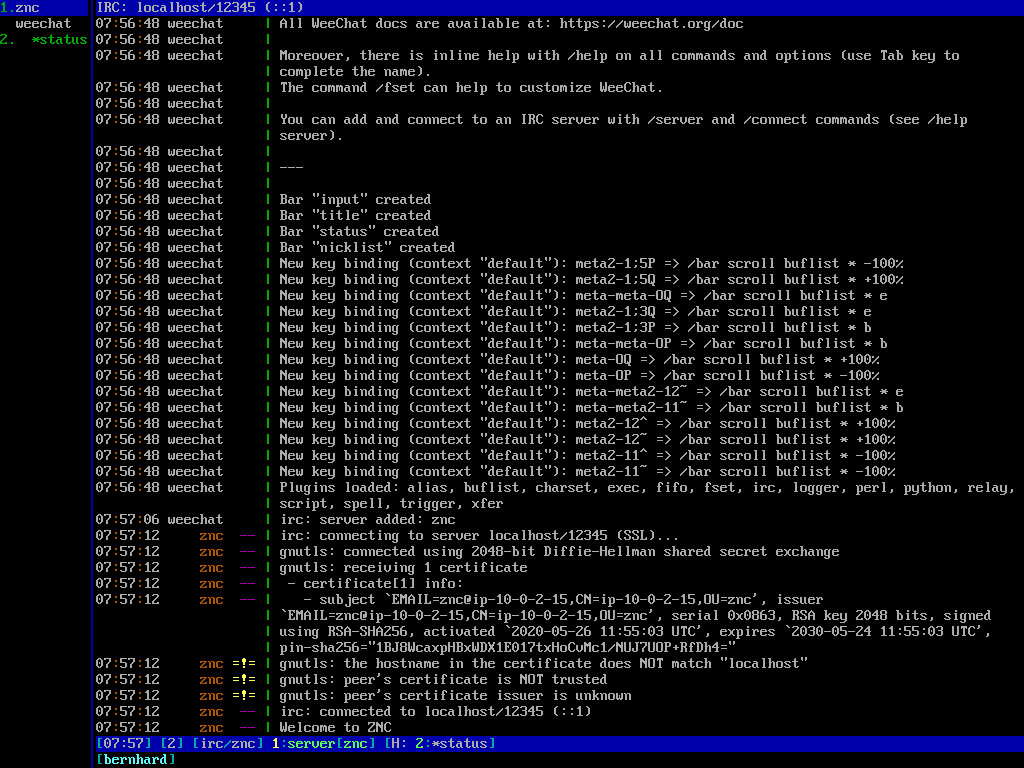 1.znc
weechat
2. *status
IRC: localhost/12345 (::1)
07:56:48 weechat | All WeeChat docs are available at: https://weechat.org/doc
07:56:48 weechat |
07:56:48 weechat | Moreover, there is inline help with /help on all commands and options (use Tab key to
| complete the name).
07:56:48 weechat | The command /fset can help to customize WeeChat.
07:56:48 weechat |
07:56:48 weechat | You can add and connect to an IRC server with /server and /connect commands (see /help
| server).
07:56:48 weechat |
07:56:48 weechat | ---
07:56:48 weechat |
07:56:48 weechat | Bar "input" created
07:56:48 weechat | Bar "title" created
07:56:48 weechat | Bar "status" created
07:56:48 weechat | Bar "nicklist" created
07:56:48 weechat | New key binding (context "default"): meta2-1;5P => /bar scroll buflist * -100%
07:56:48 weechat | New key binding (context "default"): meta2-1;5Q => /bar scroll buflist * +100%
07:56:48 weechat | New key binding (context "default"): meta-meta-OQ => /bar scroll buflist * e
07:56:48 weechat | New key binding (context "default"): meta2-1;3Q => /bar scroll buflist * e
07:56:48 weechat | New key binding (context "default"): meta2-1;3P => /bar scroll buflist * b
07:56:48 weechat | New key binding (context "default"): meta-meta-OP => /bar scroll buflist * b
07:56:48 weechat | New key binding (context "default"): meta-OQ => /bar scroll buflist * +100%
07:56:48 weechat | New key binding (context "default"): meta-OP => /bar scroll buflist * -100%
07:56:48 weechat | New key binding (context "default"): meta-meta2-12~ => /bar scroll buflist * e
07:56:48 weechat | New key binding (context "default"): meta-meta2-11~ => /bar scroll buflist * b
07:56:48 weechat | New key binding (context "default"): meta2-12^ => /bar scroll buflist * +100%
07:56:48 weechat | New key binding (context "default"): meta2-12~ => /bar scroll buflist * +100%
07:56:48 weechat | New key binding (context "default"): meta2-11^ => /bar scroll buflist * -100%
07:56:48 weechat | New key binding (context "default"): meta2-11~ => /bar scroll buflist * -100%
07:56:48 weechat | Plugins loaded: alias, buflist, charset, exec, fifo, fset, irc, logger, perl, python, relay,
| script, spell, trigger, xfer
07:57:06 weechat | irc: server added: znc
07:57:12 znc -- | irc: connecting to server localhost/12345 (SSL)...
07:57:12 znc -- | gnutls: connected using 2048-bit Diffie-Hellman shared secret exchange
07:57:12 znc -- | gnutls: receiving 1 certificate
07:57:12 znc -- | - certificate[1] info:
07:57:12 znc -- | - subject `EMAIL=znc@ip-10-0-2-15,CN=ip-10-0-2-15,OU=znc', issuer
| `EMAIL=znc@ip-10-0-2-15,CN=ip-10-0-2-15,OU=znc', serial 0x0863, RSA key 2048 bits, signed
| using RSA-SHA256, activated `2020-05-26 11:55:03 UTC', expires `2030-05-24 11:55:03 UTC',
| pin-sha256="1BJ8WcaxpHBxWDX1E017txHoCvMc1/NUJ7UOP+RfDh4="
07:57:12 znc =!= | gnutls: the hostname in the certificate does NOT match "localhost"
07:57:12 znc =!= | gnutls: peer's certificate is NOT trusted
07:57:12 znc =!= | gnutls: peer's certificate issuer is unknown
07:57:12 znc -- | irc: connected to localhost/12345 (::1)
07:57:12 znc -- | Welcome to ZNC
[07:57] [2] [irc/znc] 1:server[znc] [H: 2:*status]
[bernhard]